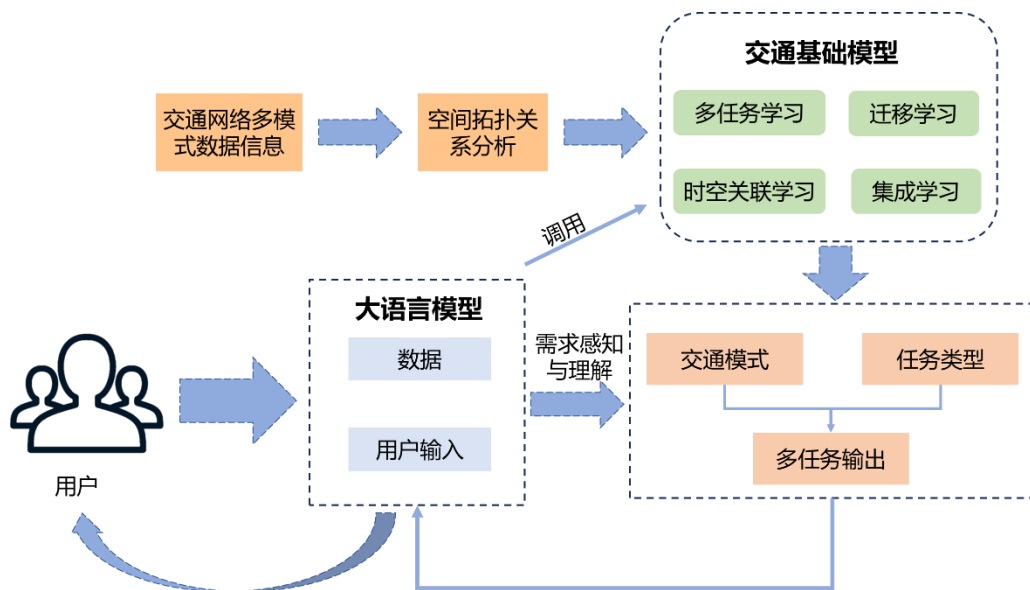 交通基础模型
多任务学习
迁移学习
时空关联学习
集成学习
交通网络多模
式数据信息
空间拓扑关
系分析
调用
大语言模型
数据
用户输入
需求感知
与理解
交通模式
任务类型
多任务输出
用户